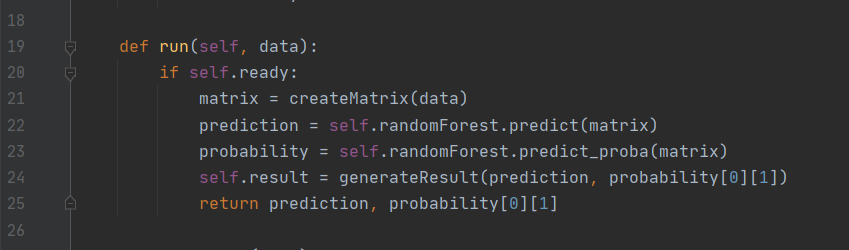 18
19 def run(self, data):
20 if self.ready:
21 matrix = createMatrix(data)
22 prediction = self.randomForest.predict(matrix)
23 probability = self.randomForest.predict_proba(matrix)
24 self.result = generateResult(prediction, probability[0][1])
25 return prediction, probability[0][1]
26